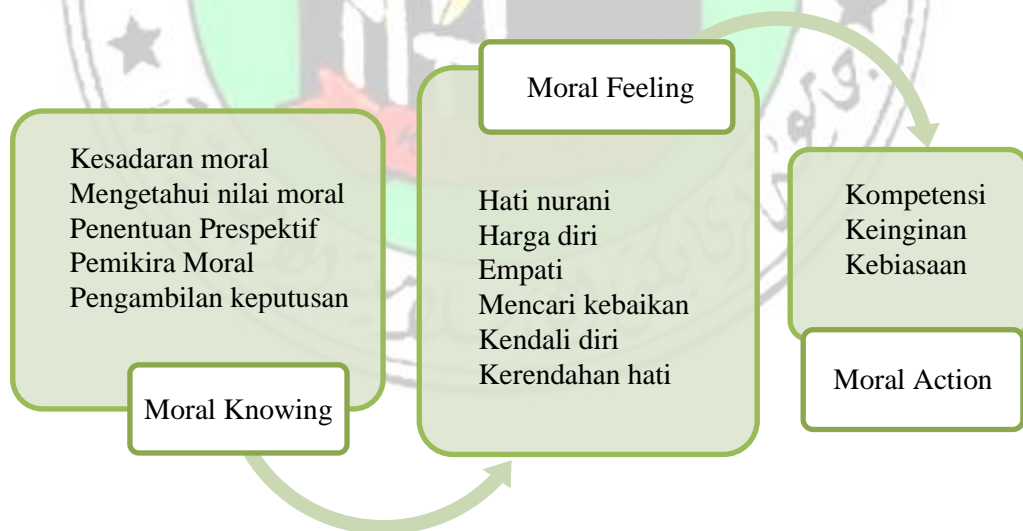 Kesadaran moral
Mengetahui nilai moral
Penentuan Prespektif
Pemikira Moral
Pengambilan keputusan
Moral Knowing
Moral Feeling
Hati nurani
Harga diri
Empati
Mencari kebaikan
Kendali diri
Kerendahan hati
Kompetensi
Keinginan
Kebiasaan
Moral Action